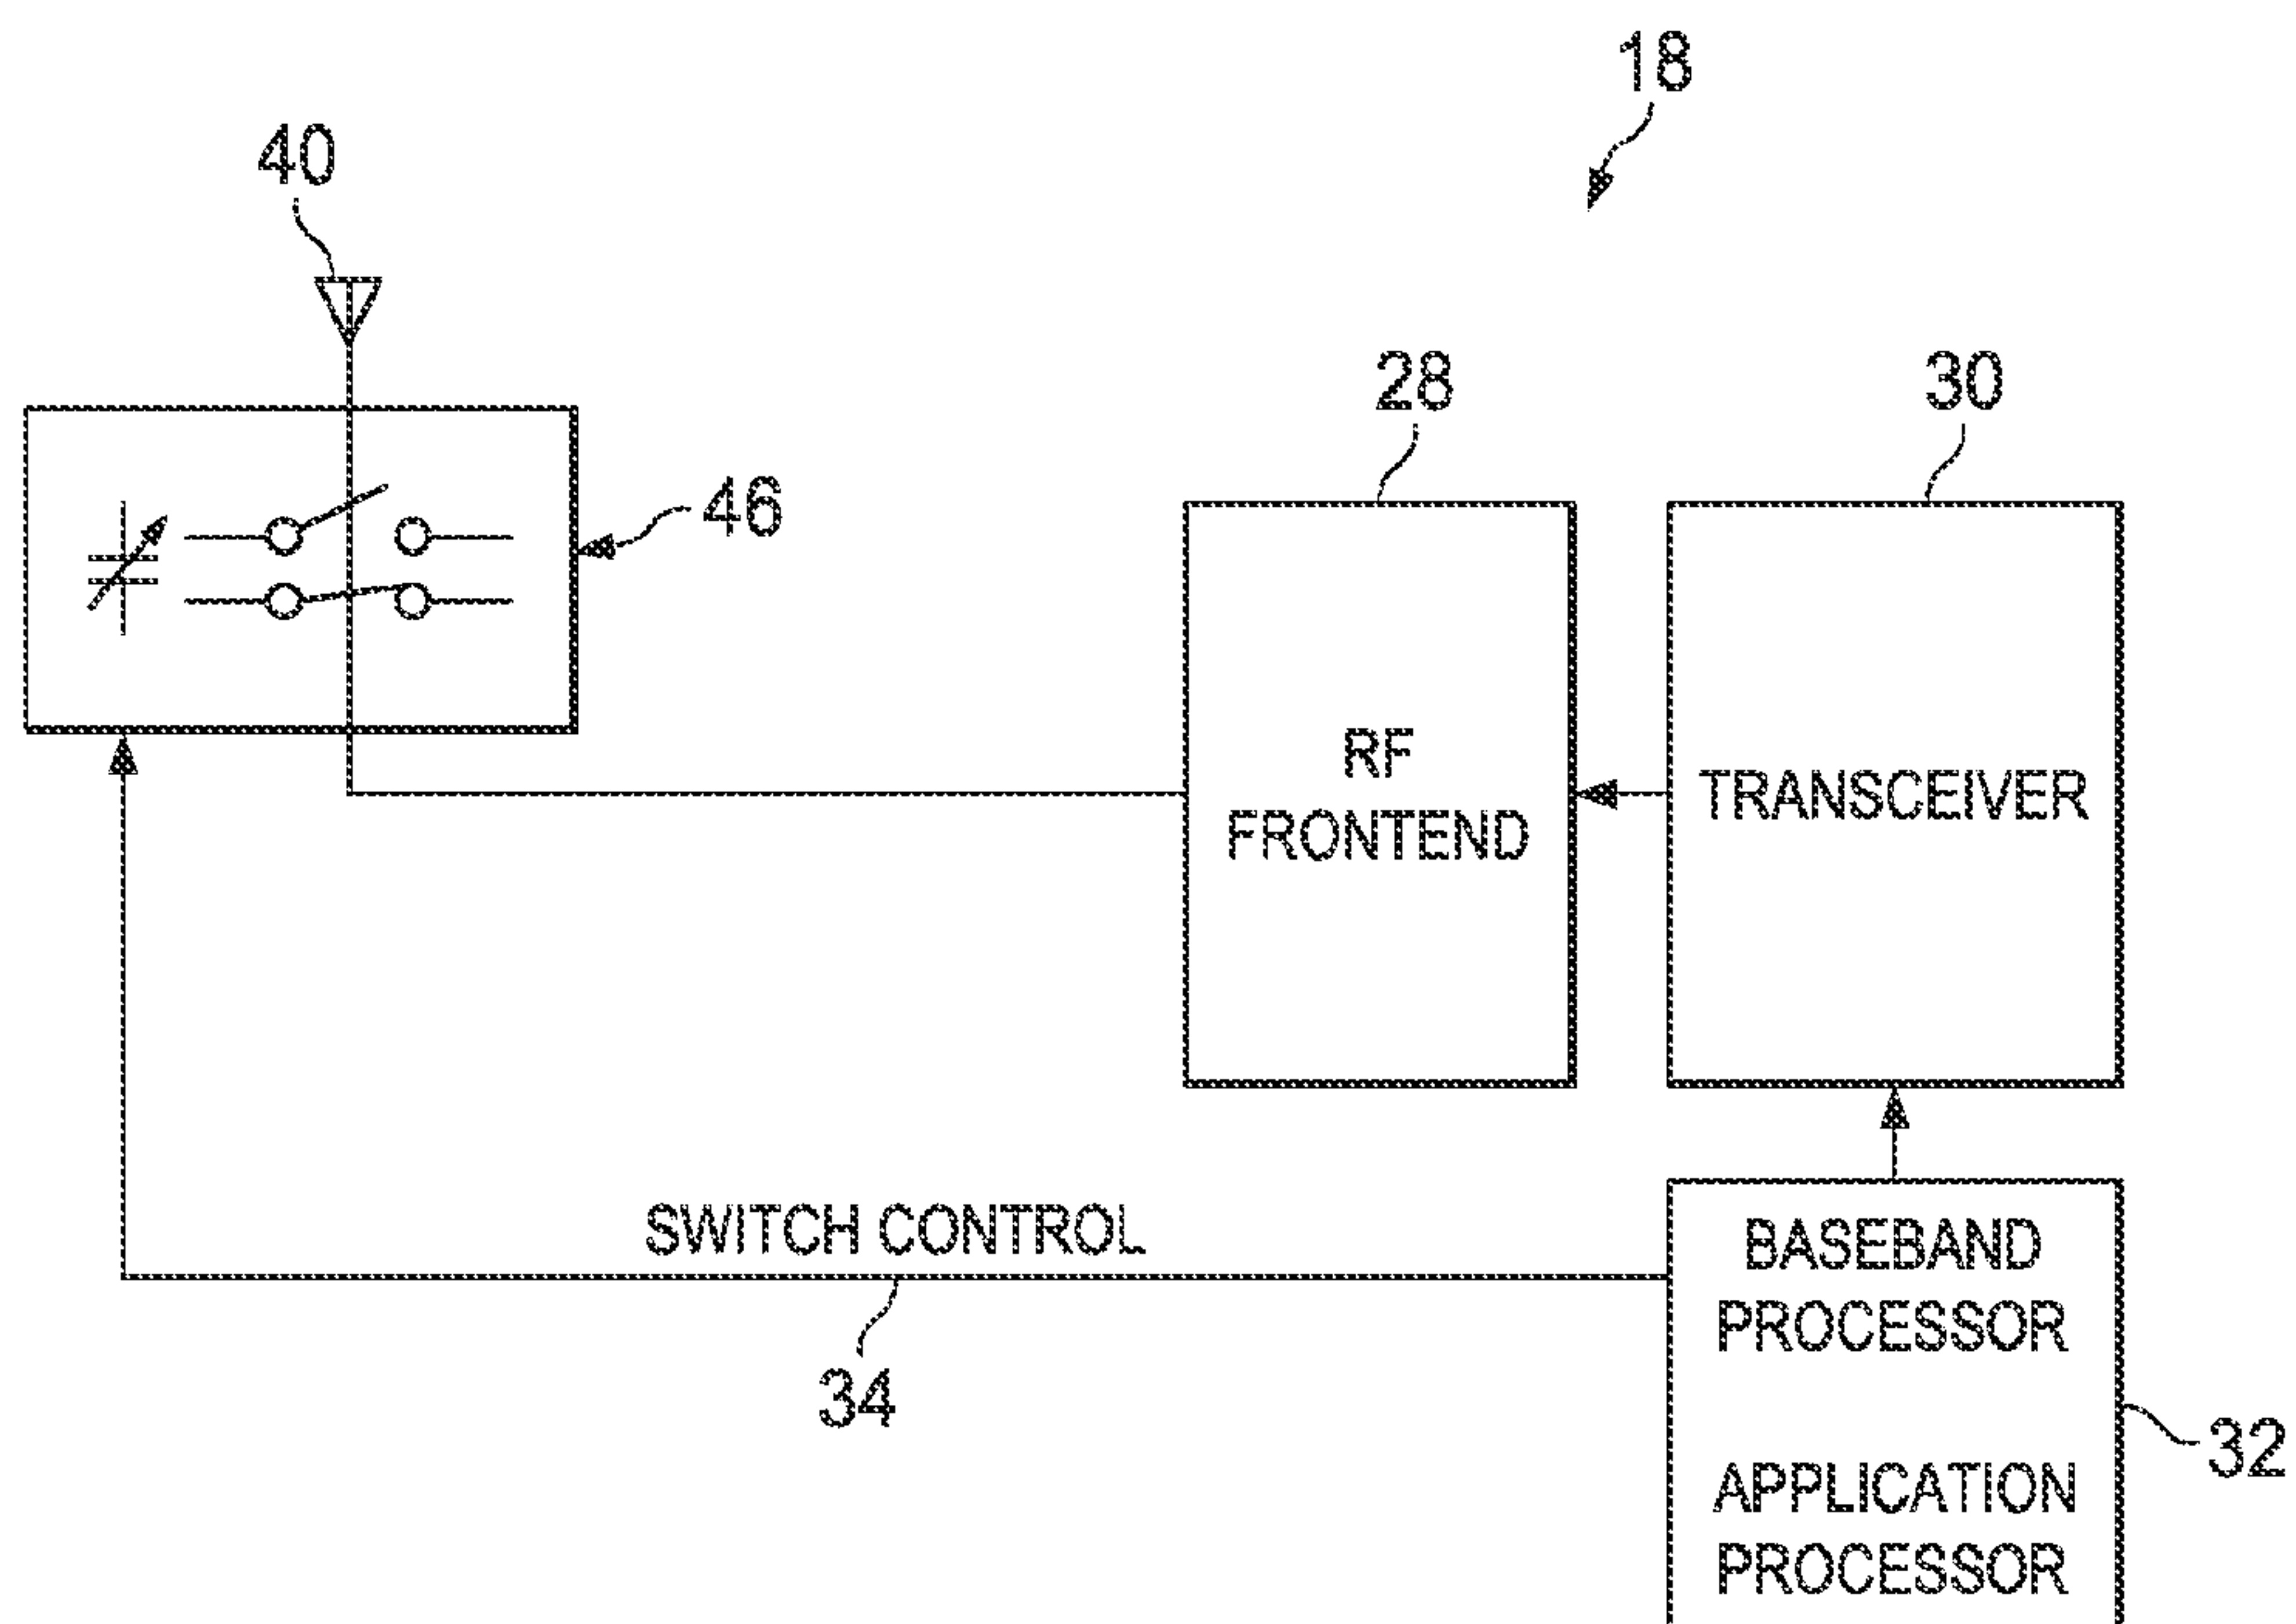 18
40
28
30
46
RF
FRONTEND
TRANSCEIVER
SWITCH CONTROL
34
BASEBAND
PROCESSOR
APPLICATION
PROCESSOR
32